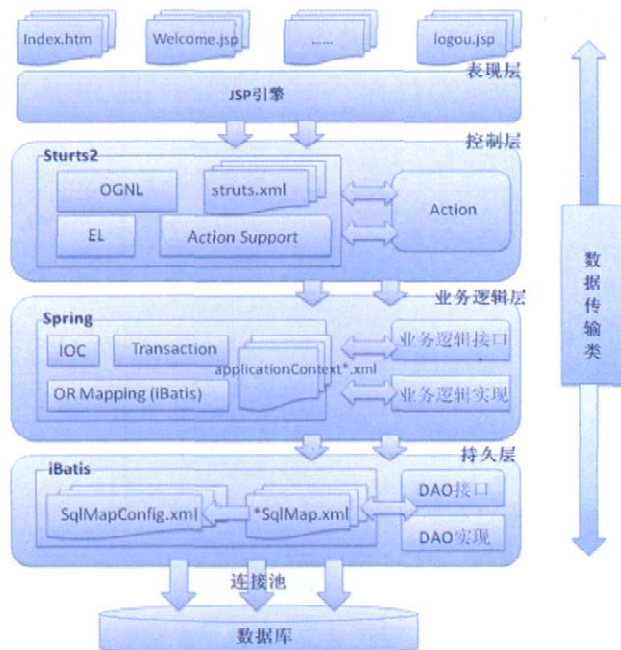 Index.htm
Welcome.jsp
......
logou.jsp
表现层
JSP引擎
控制层
Sturts2
OGNL
struts.xml
Action
EL
Action Support
业务逻辑层
Spring
IOC
Transaction
applicationContext*.xml
业务逻辑接口
OR Mapping (iBatis)
业务逻辑实现
持久层
iBatis
SqlMapConfig.xml
*SqlMap.xml
DAO接口
DAO实现
连接池
数据库
数据传输类